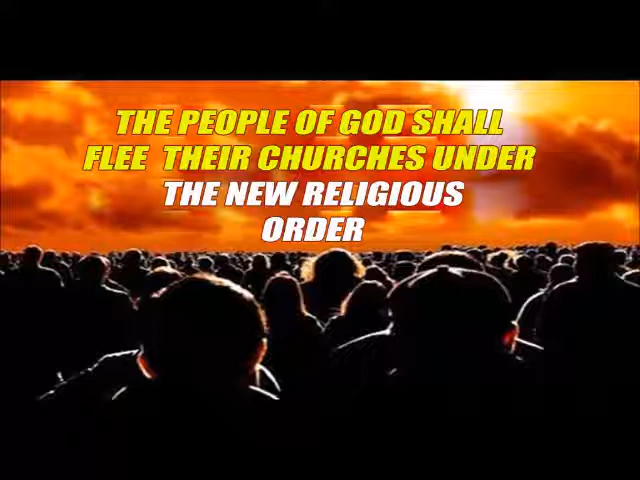 THE PEOPLE OF GOD SHALL
FLEE THEIR CHURCHES UNDER
THE NEW RELIGIOUS
ORDER